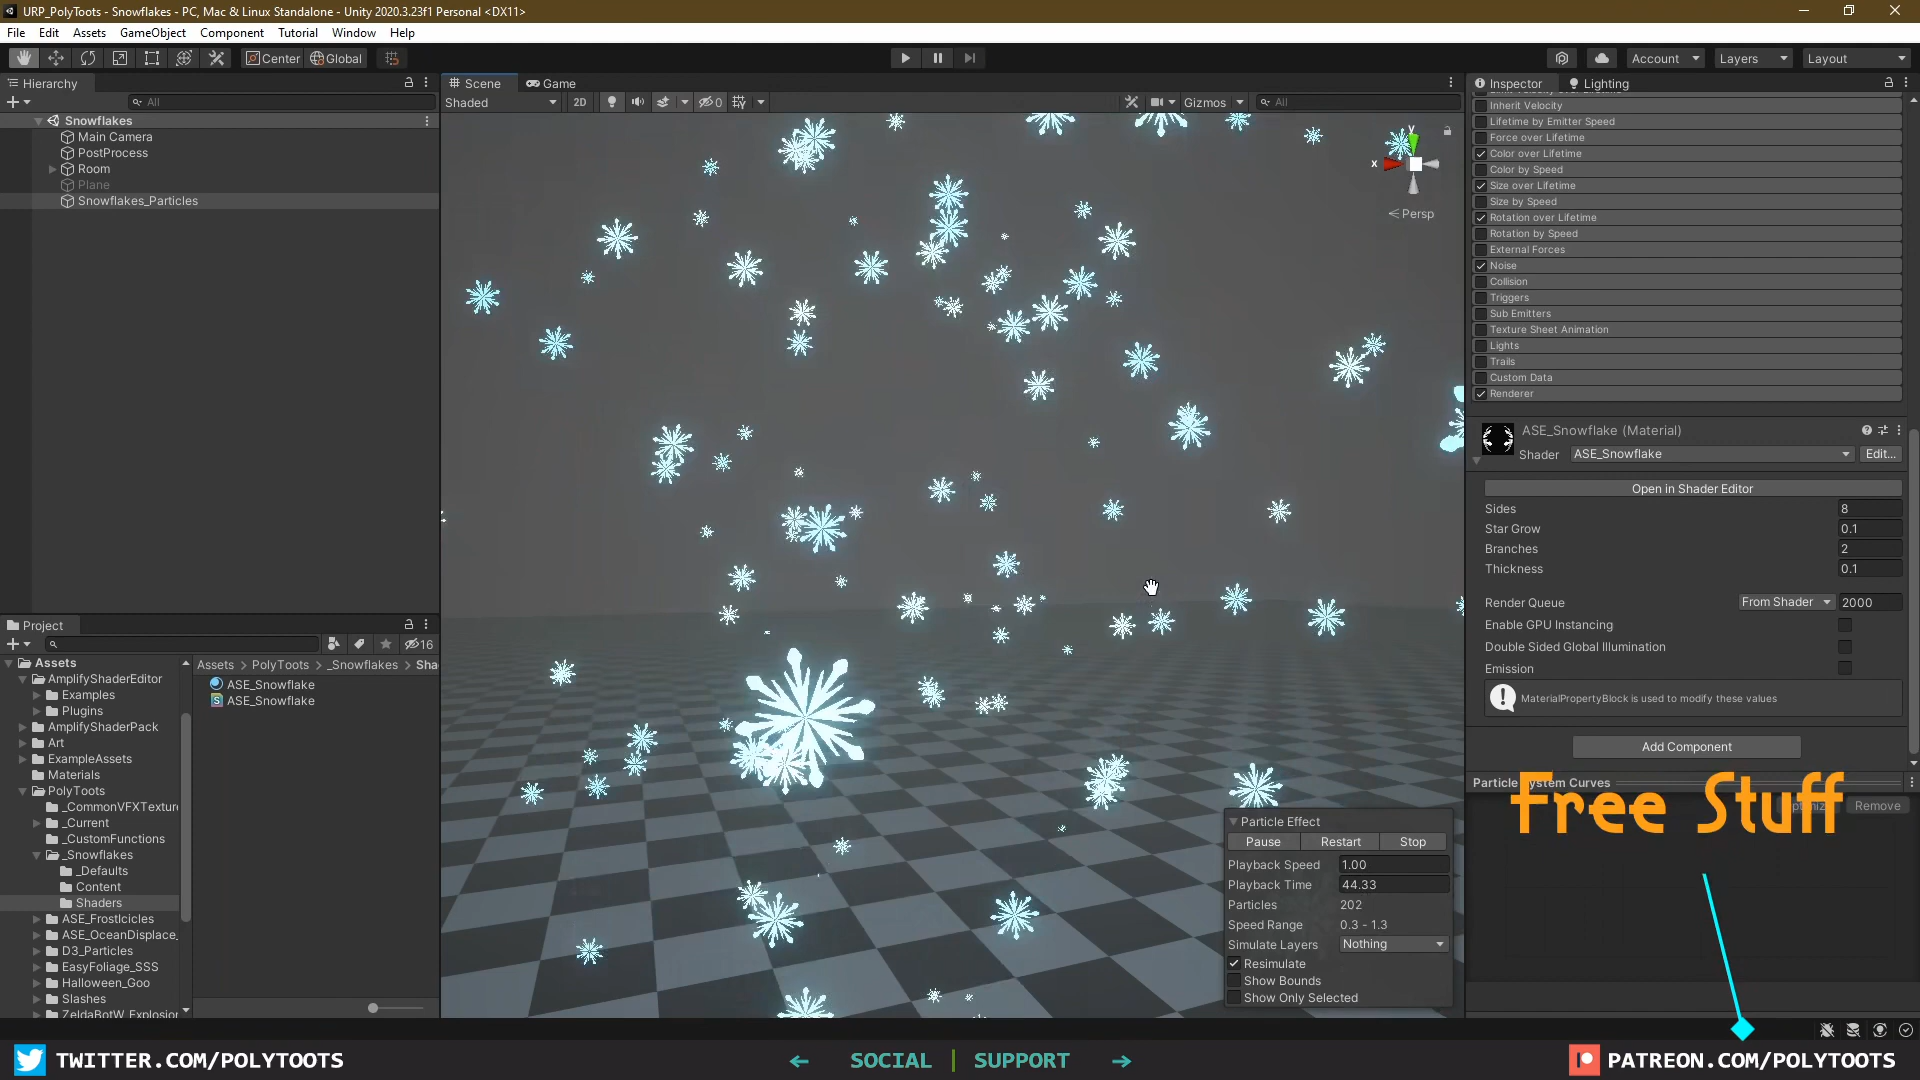 URP_PolyToots - Snowflakes - PC, Mac & Linux Standalone - Unity 2020.3.23f1 Personal <DX11>
File Edit Assets GameObject Component Tutorial Window Help
Center Global
Account Layers Layout
Hierarchy
All
Snowflakes
Main Camera
PostProcess
Room
Plane
Snowflakes_Particles
Scene Game
Shaded 2D 0 Gizmos All
y
x
Persp
Inspector Lighting
Inherit Velocity
Lifetime by Emitter Speed
Force over Lifetime
Color over Lifetime
Color by Speed
Size over Lifetime
Size by Speed
Rotation over Lifetime
Rotation by Speed
External Forces
Noise
Collision
Triggers
Sub Emitters
Texture Sheet Animation
Lights
Trails
Custom Data
Renderer
ASE_Snowflake (Material)
Shader ASE_Snowflake Edit...
Open in Shader Editor
Sides 8
Star Grow 0.1
Branches 2
Thickness 0.1
Render Queue From Shader 2000
Enable GPU Instancing
Double Sided Global Illumination
Emission
MaterialPropertyBlock is used to modify these values
Add Component
Particle System Curves
Remove
Free Stuff
Project
16
Assets
AmplifyShaderEditor
Examples
Plugins
AmplifyShaderPack
Art
ExampleAssets
Materials
PolyToots
_CommonVFXTextur
_Current
_CustomFunctions
_Snowflakes
_Defaults
Content
Shaders
ASE_FrostIcicles
ASE_OceanDisplace_
D3_Particles
EasyFoliage_SSS
Halloween_Goo
Slashes
ZeldaBotW_Explosion
Assets > PolyToots > _Snowflakes > Sha
ASE_Snowflake
ASE_Snowflake
Particle Effect
Pause Restart Stop
Playback Speed 1.00
Playback Time 44.33
Particles 202
Speed Range 0.3 - 1.3
Simulate Layers Nothing
Resimulate
Show Bounds
Show Only Selected
TWITTER.COM/POLYTOOTS
← SOCIAL | SUPPORT →
PATREON.COM/POLYTOOTS